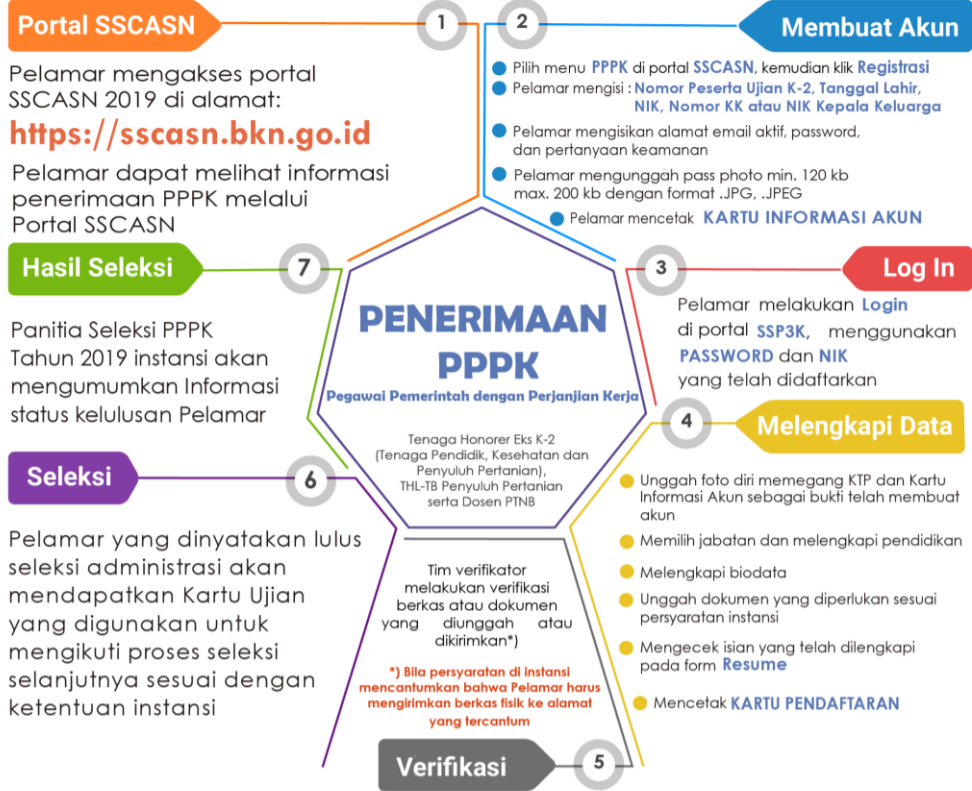 Portal SSCASN
1
Pelamar mengakses portal
SSCASN 2019 di alamat:
https://sscasn.bkn.go.id
Pelamar dapat melihat informasi
penerimaan PPPK melalui
Portal SSCASN
2
Membuat Akun
Pilih menu PPPK di portal SSCASN, kemudian klik Registrasi
Pelamar mengisi : Nomor Peserta Ujian K-2, Tanggal Lahir,
NIK, Nomor KK atau NIK Kepala Keluarga
Pelamar mengisikan alamat email aktif, password,
dan pertanyaan keamanan
Pelamar mengunggah pass photo min. 120 kb
max. 200 kb dengan format .JPG, .JPEG
Pelamar mencetak KARTU INFORMASI AKUN
3
Log In
Pelamar melakukan Login
di portal SSP3K, menggunakan
PASSWORD dan NIK
yang telah didaftarkan
PENERIMAAN
PPPK
Pegawai Pemerintah dengan Perjanjian Kerja
Tenaga Honorer Eks K-2
(Tenaga Pendidik, Kesehatan dan
Penyuluh Pertanian),
THL-TB Penyuluh Pertanian
serta Dosen PTNB
4
Melengkapi Data
Unggah foto diri memegang KTP dan Kartu
Informasi Akun sebagai bukti telah membuat
akun
Memilih jabatan dan melengkapi pendidikan
Melengkapi biodata
Unggah dokumen yang diperlukan sesuai
persyaratan instansi
Mengecek isian yang telah dilengkapi
pada form Resume
Mencetak KARTU PENDAFTARAN
Tim verifikator
melakukan verifikasi
berkas atau dokumen
yang diunggah atau
dikirimkan*)
*) Bila persyaratan di instansi
mencantumkan bahwa Pelamar harus
mengirimkan berkas fisik ke alamat
yang tercantum
Verifikasi
5
Seleksi
6
Pelamar yang dinyatakan lulus
seleksi administrasi akan
mendapatkan Kartu Ujian
yang digunakan untuk
mengikuti proses seleksi
selanjutnya sesuai dengan
ketentuan instansi
Hasil Seleksi
7
Panitia Seleksi PPPK
Tahun 2019 instansi akan
mengumumkan Informasi
status kelulusan Pelamar